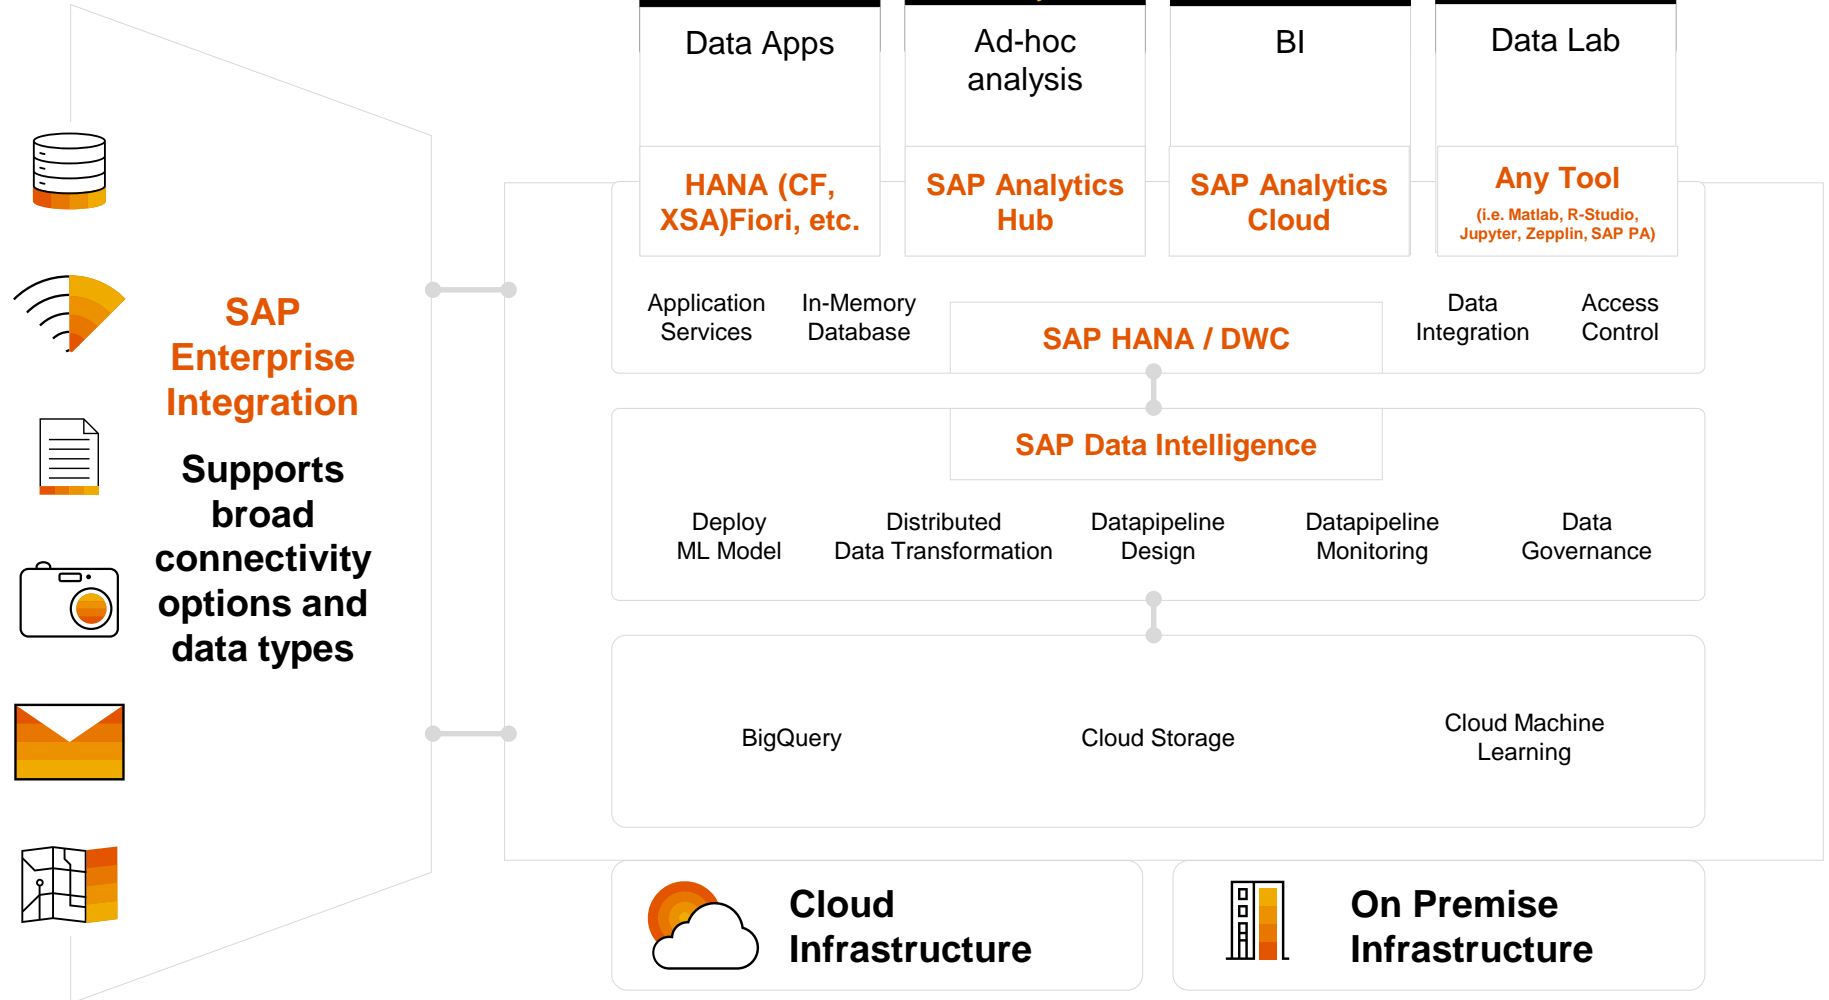 Data Apps
Ad-hoc
analysis
BI
Data Lab
HANA (CF,
XSA)Fiori, etc.
SAP Analytics
Hub
SAP Analytics
Cloud
Any Tool
(i.e. Matlab, R-Studio,
Jupyter, Zepplin, SAP PA)
SAP
Enterprise
Integration
Supports
broad
connectivity
options and
data types
Application
Services
In-Memory
Database
SAP HANA / DWC
Data
Integration
Access
Control
SAP Data Intelligence
Deploy
ML Model
Distributed
Data Transformation
Datapipeline
Design
Datapipeline
Monitoring
Data
Governance
BigQuery
Cloud Storage
Cloud Machine
Learning
Cloud
Infrastructure
On Premise
Infrastructure